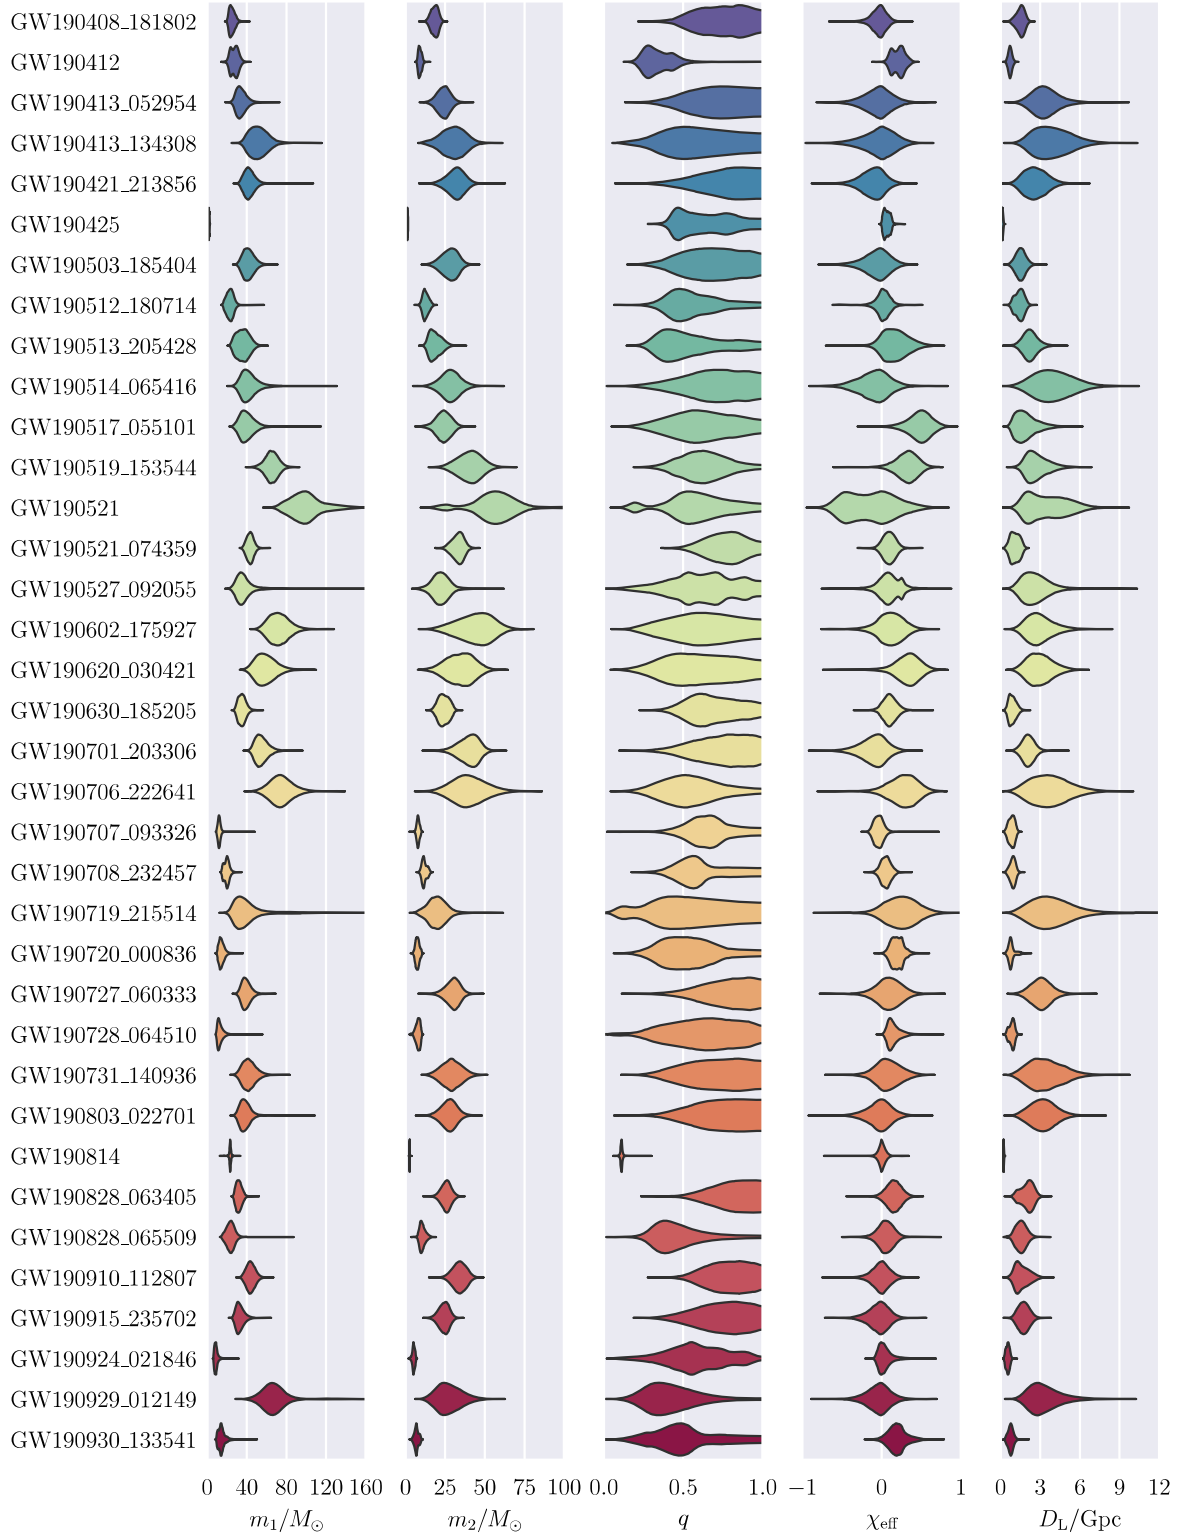 GW190408_181802
GW190412
GW190413_052954
GW190413_134308
GW190421_213856
GW190425
GW190503_185404
GW190512_180714
GW190513_205428
GW190514_065416
GW190517_055101
GW190519_153544
GW190521
GW190521_074359
GW190527_092055
GW190602_175927
GW190620_030421
GW190630_185205
GW190701_203306
GW190706_222641
GW190707_093326
GW190708_232457
GW190719_215514
GW190720_000836
GW190727_060333
GW190728_064510
GW190731_140936
GW190803_022701
GW190814
GW190828_063405
GW190828_065509
GW190910_112807
GW190915_235702
GW190924_021846
GW190929_012149
GW190930_133541
0 40 80 120 160 0 25 50 75 100 0.0 0.5 1.0 −1 0 1 0 3 6 9 12
m₁/M⊙ m₂/M⊙ q χeff DL/Gpc